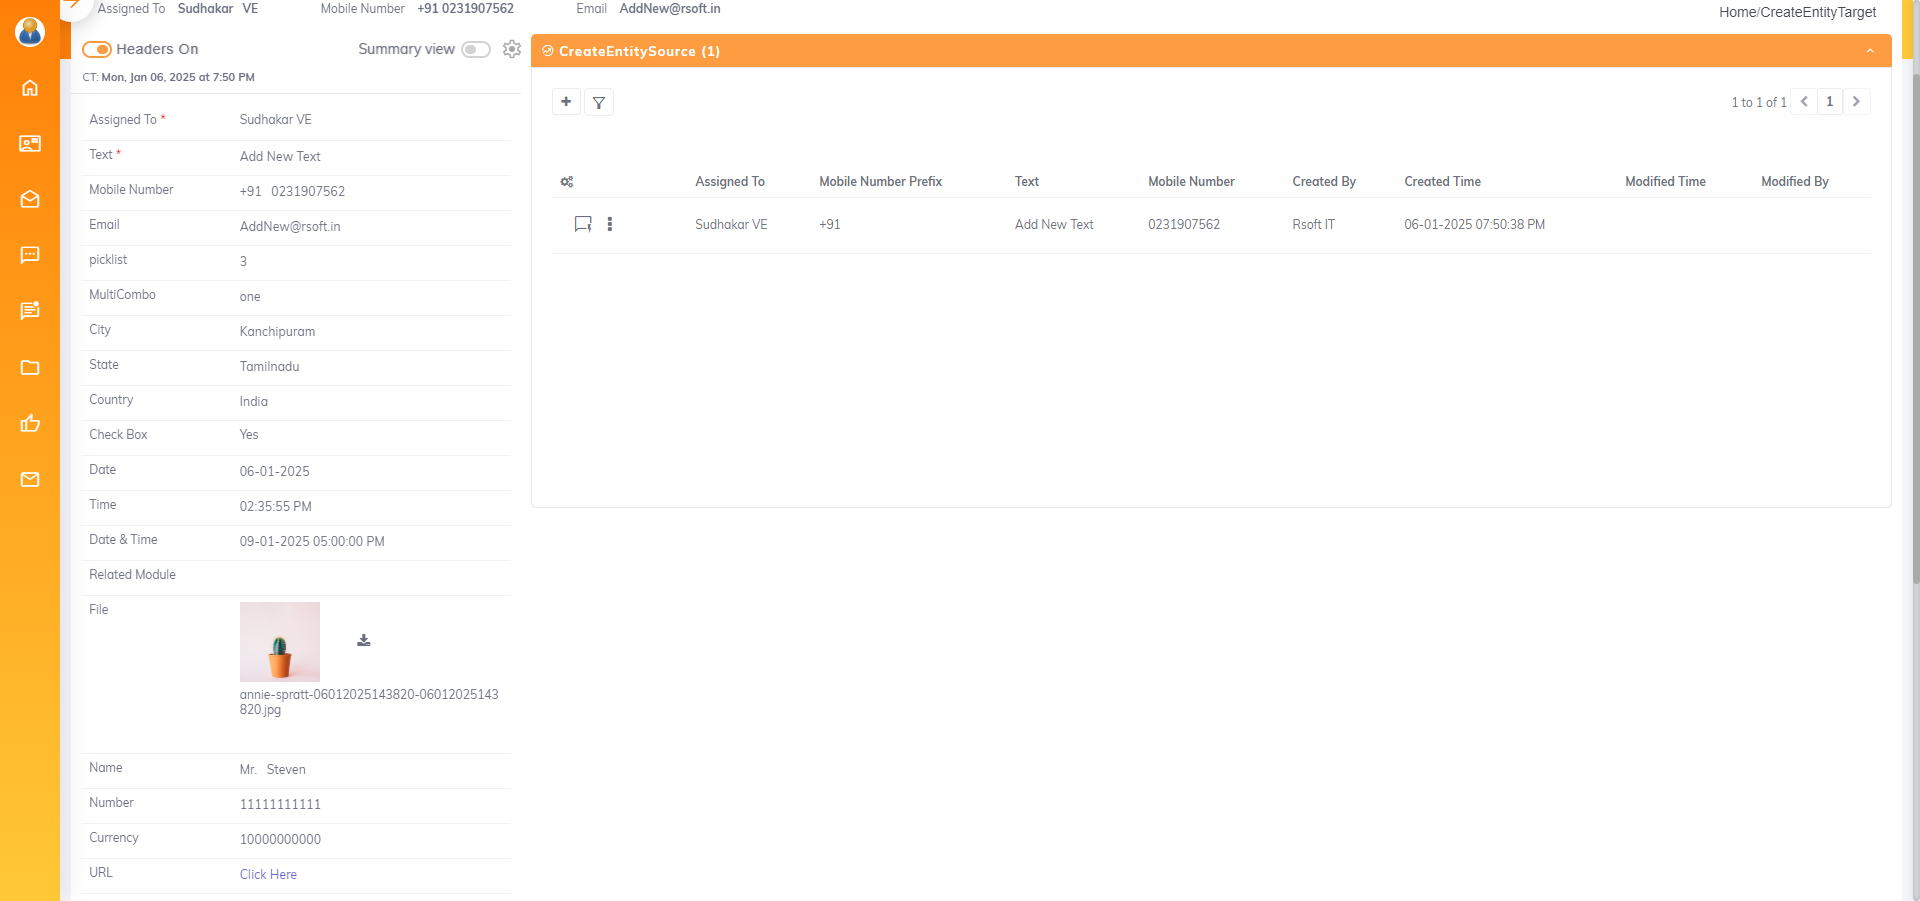 Assigned To Sudhakar VE Mobile Number +91 0231907562 Email AddNew@rsoft.in
Home/CreateEntityTarget
Headers On Summary view
CT: Mon, Jan 06, 2025 at 7:50 PM
Assigned To * Sudhakar VE
Text * Add New Text
Mobile Number +91 0231907562
Email AddNew@rsoft.in
picklist 3
MultiCombo one
City Kanchipuram
State Tamilnadu
Country India
Check Box Yes
Date 06-01-2025
Time 02:35:55 PM
Date & Time 09-01-2025 05:00:00 PM
Related Module
File
annie-spratt-06012025143820-06012025143
820.jpg
Name Mr. Steven
Number 11111111111
Currency 10000000000
URL Click Here
CreateEntitySource (1)
1 to 1 of 1 1
Assigned To Mobile Number Prefix Text Mobile Number Created By Created Time Modified Time Modified By
Sudhakar VE +91 Add New Text 0231907562 Rsoft IT 06-01-2025 07:50:38 PM